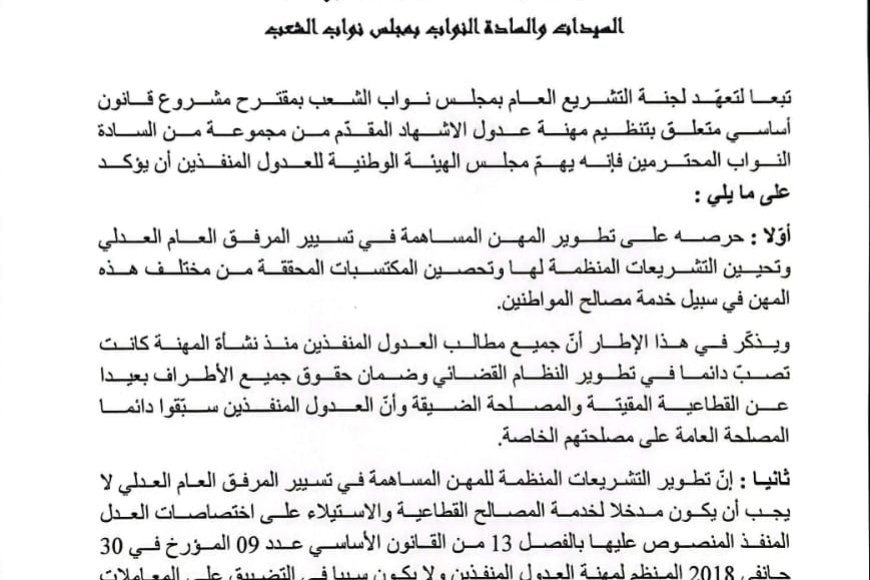 السيدات والسادة النواب بمجلس نواب الشعب
تبعا لتعهّد لجنة التشريع العام بمجلس نواب الشعب بمقترح مشروع قانون
أساسي متعلق بتنظيم مهنة عدول الاشهاد المقدّم من مجموعة من السادة
النواب المحترمين فإنه يهمّ مجلس الهيئة الوطنية للعدول المنفذين أن يؤكد
على ما يلي :
أوّلا : حرصه على تطوير المهن المساهمة في تسيير المرفق العام العدلي
وتحيين التشريعات المنظمة لها وتحصين المكتسبات المحققة من مختلف هذه
المهن في سبيل خدمة مصالح المواطنين.
ويذكّر في هذا الإطار أنّ جميع مطالب العدول المنفذين منذ نشأة المهنة كانت
تصبّ دائما في تطوير النظام القضائي وضمان حقوق جميع الأطراف بعيدا
عن القطاعية المقيتة والمصلحة الضيقة وأنّ العدول المنفذين سبّقوا دائما
المصلحة العامة على مصلحتهم الخاصة.
ثانيا : إنّ تطوير التشريعات المنظمة للمهن المساهمة في تسيير المرفق العام العدلي لا
يجب أن يكون مدخلا لخدمة المصالح القطاعية والاستيلاء على اختصاصات العدل
المنفذ المنصوص عليها بالفصل 13 من القانون الأساسي عدد 09 المؤرخ في 30
جانفي 2018 المنظم لمهنة العدول المنفذين ولا يكون سببا في التضييق على المعاملات